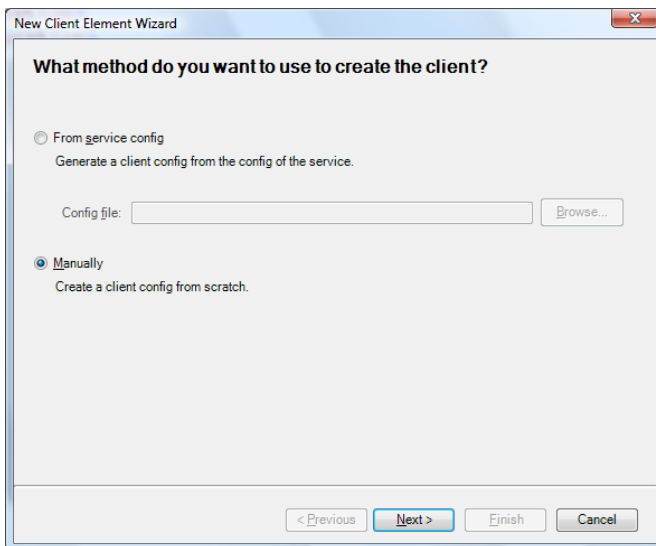 New Client Element Wizard
What method do you want to use to create the client?
From service config
Generate a client config from the config of the service.
Config file:
Browse...
Manually
Create a client config from scratch.
< Previous
Next >
Finish
Cancel